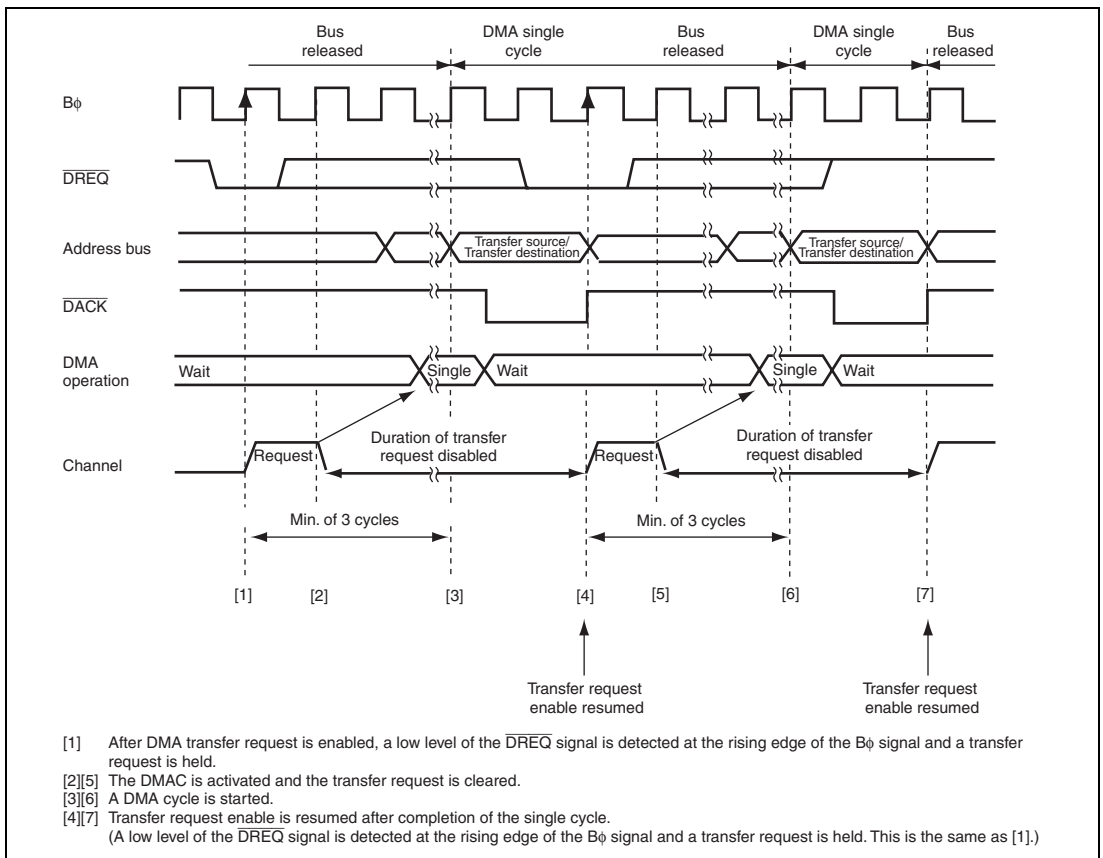 Bus released
DMA single cycle
Bus released
DMA single cycle
Bus released
Bφ
DREQ
Address bus
Transfer source/
Transfer destination
Transfer source/
Transfer destination
DACK
DMA operation
Wait
Single
Wait
Single
Wait
Channel
Request
Duration of transfer
request disabled
Request
Duration of transfer
request disabled
Min. of 3 cycles
Min. of 3 cycles
[1]
[2]
[3]
[4]
[5]
[6]
[7]
Transfer request
enable resumed
Transfer request
enable resumed
[1] After DMA transfer request is enabled, a low level of the DREQ signal is detected at the rising edge of the Bφ signal and a transfer
request is held.
[2][5] The DMAC is activated and the transfer request is cleared.
[3][6] A DMA cycle is started.
[4][7] Transfer request enable is resumed after completion of the single cycle.
(A low level of the DREQ signal is detected at the rising edge of the Bφ signal and a transfer request is held. This is the same as [1].)